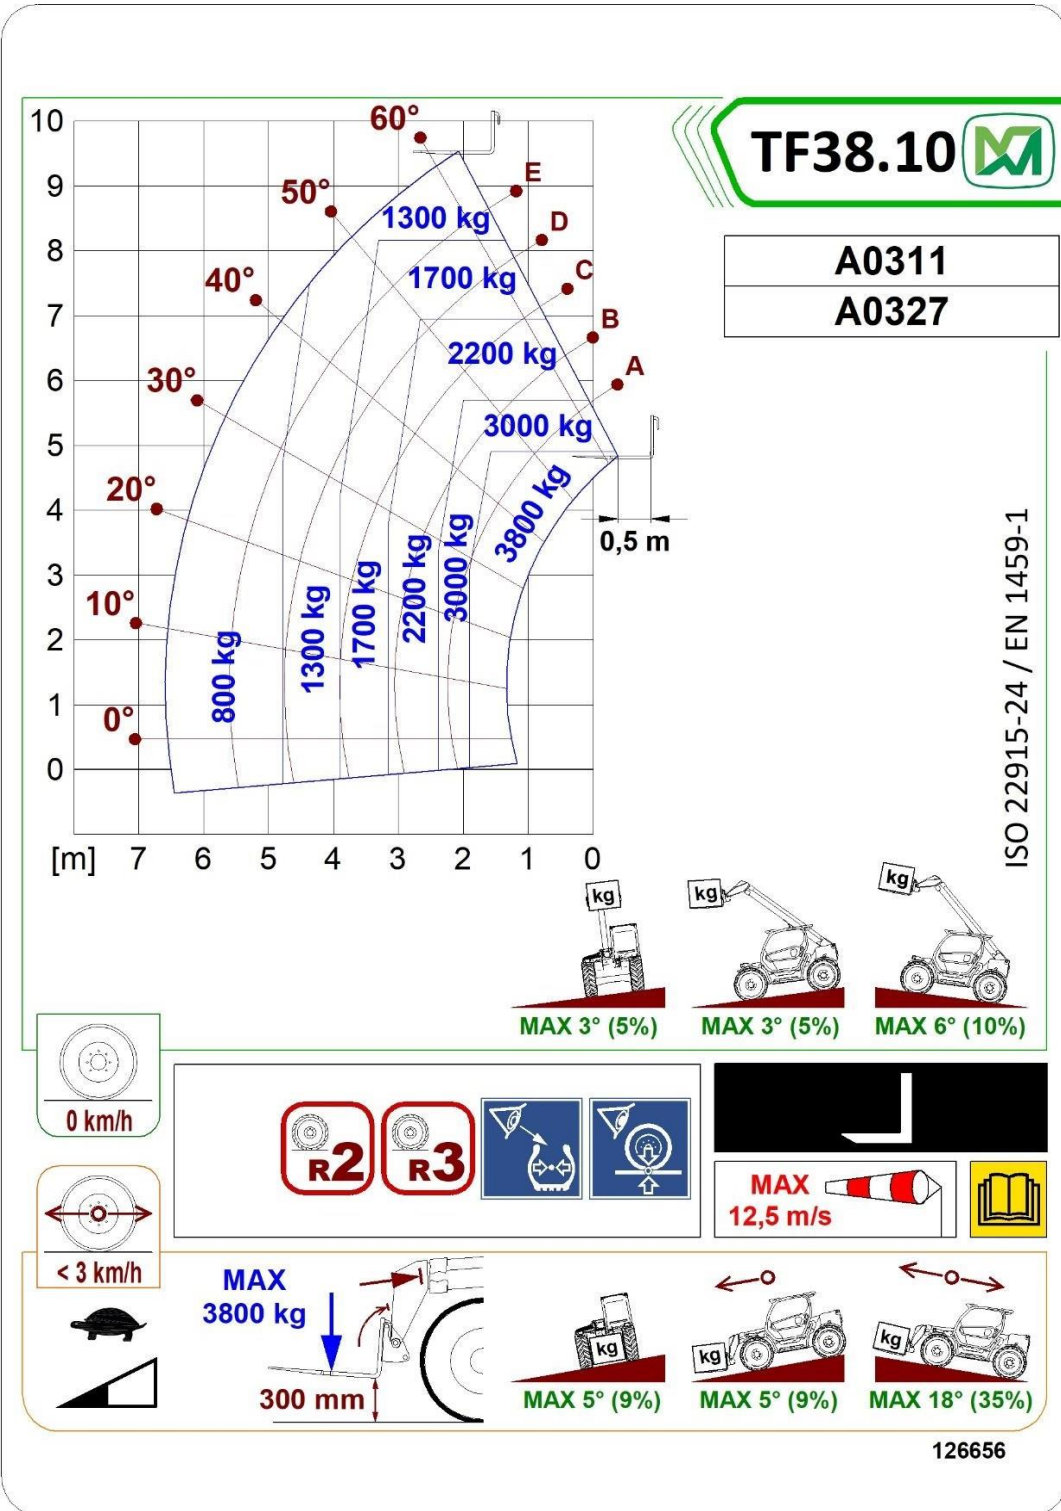 TF38.10
A0311
A0327
10
9
8
7
6
5
4
3
2
1
0
[m] 7 6 5 4 3 2 1 0
60°
50°
40°
30°
20°
10°
0°
E
D
C
B
A
1300 kg
1700 kg
2200 kg
3000 kg
3800 kg
800 kg
1300 kg
1700 kg
2200 kg
3000 kg
0,5 m
ISO 22915-24 / EN 1459-1
kg
kg
kg
MAX 3° (5%)
MAX 3° (5%)
MAX 6° (10%)
0 km/h
R2
R3
MAX
12,5 m/s
< 3 km/h
MAX
3800 kg
300 mm
kg
kg
kg
MAX 5° (9%)
MAX 5° (9%)
MAX 18° (35%)
126656